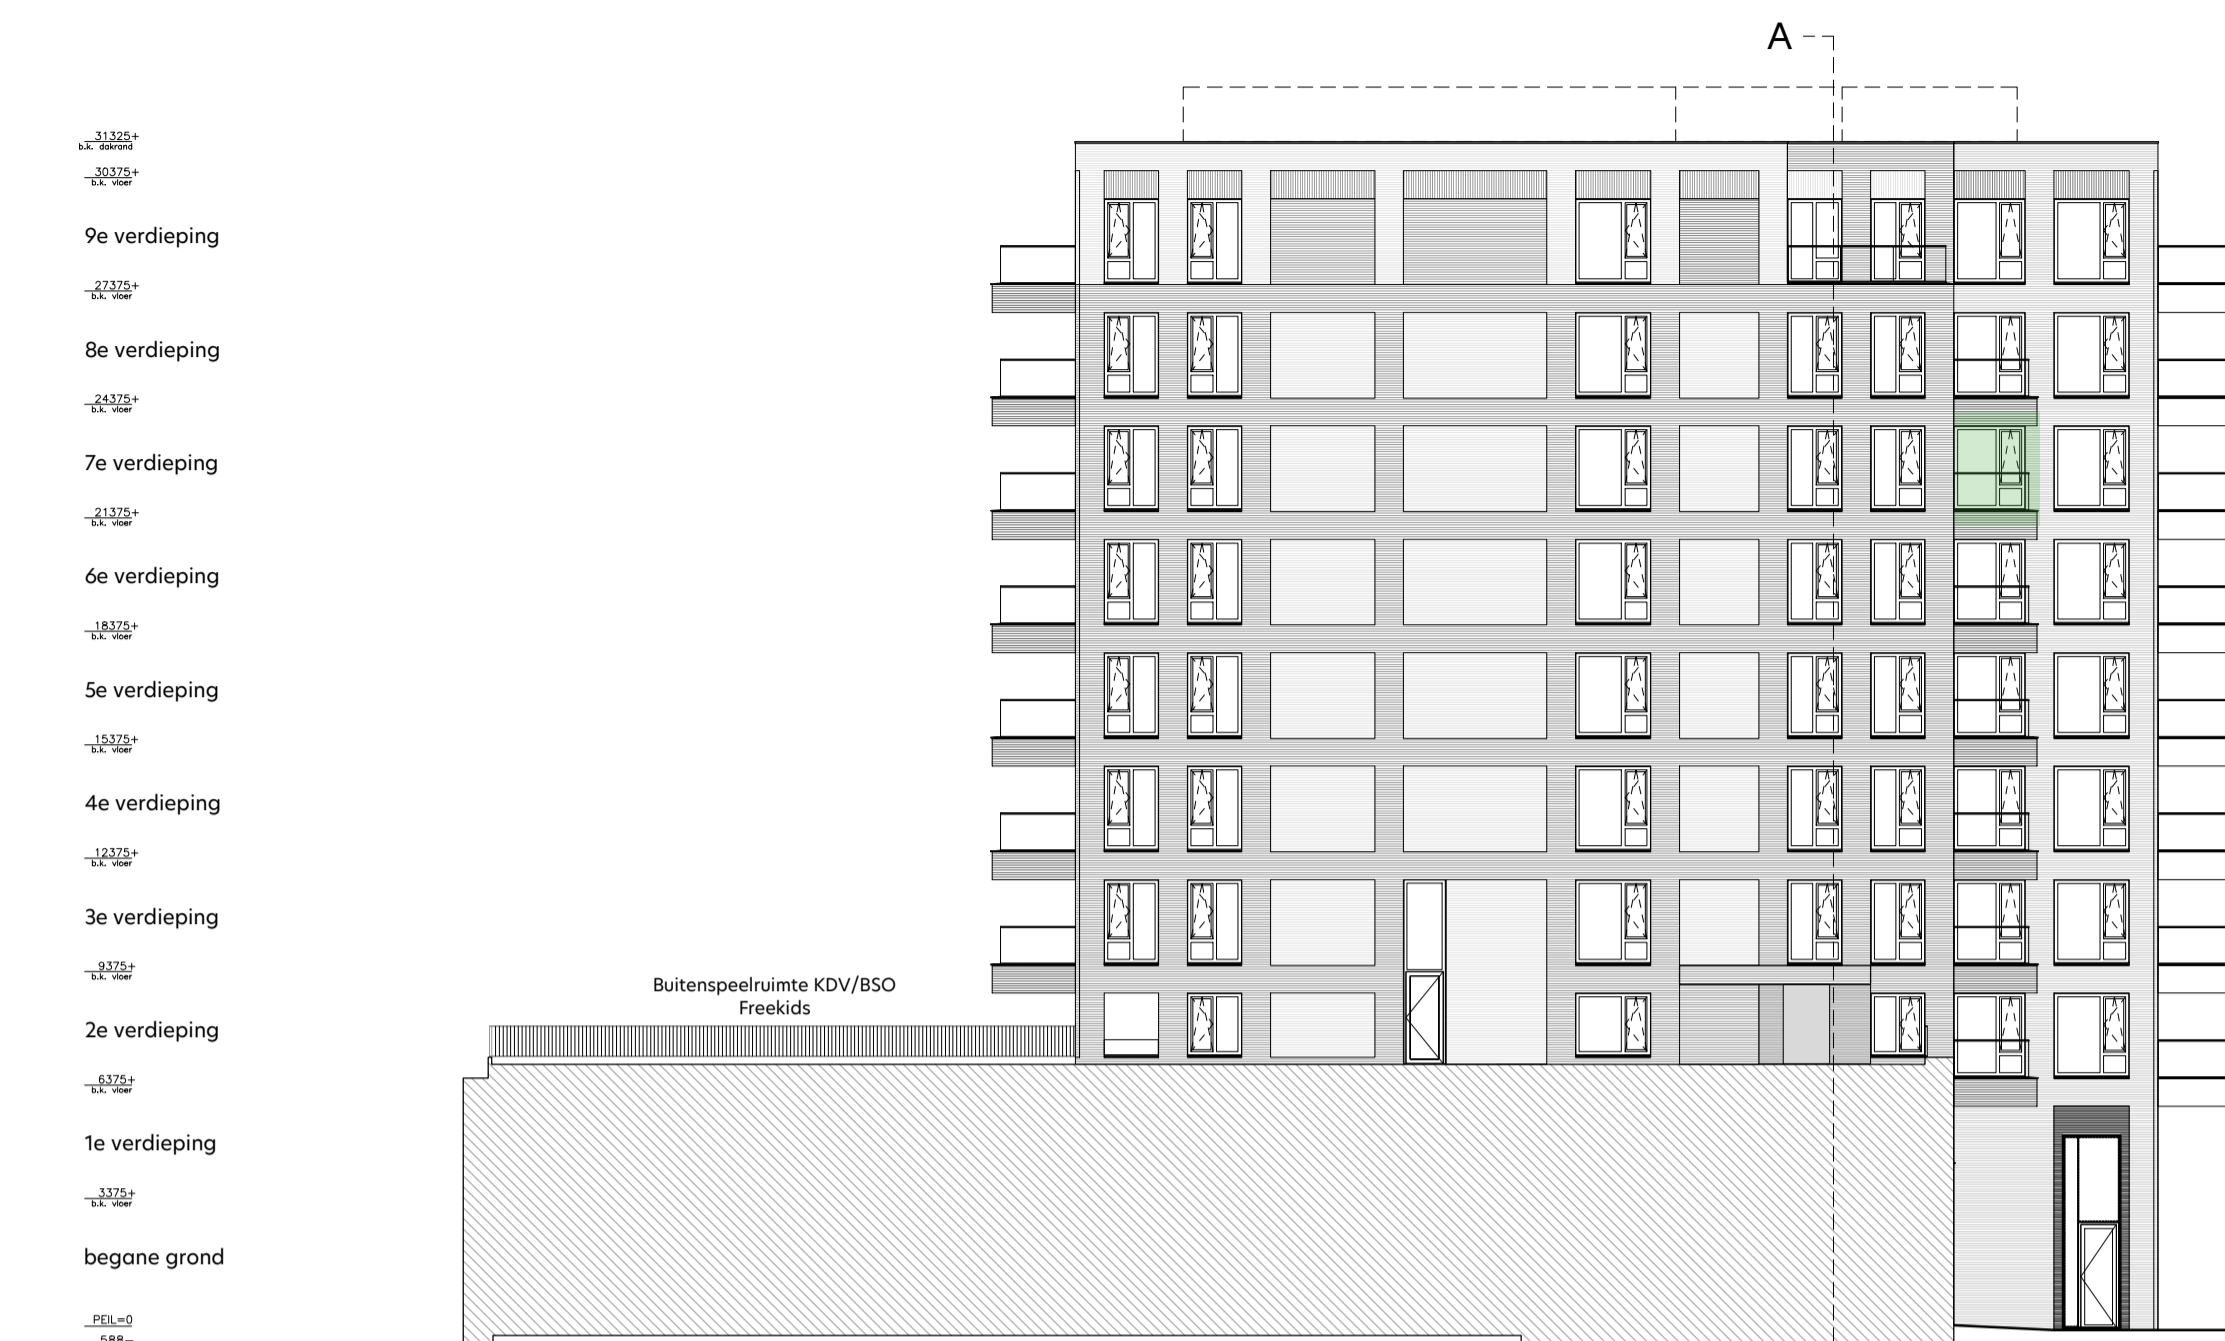 A
31325+
b.k. dakrand
30375+
b.k. vloer
9e verdieping
27375+
b.k. vloer
8e verdieping
24375+
b.k. vloer
7e verdieping
21375+
b.k. vloer
6e verdieping
18375+
b.k. vloer
5e verdieping
15375+
b.k. vloer
4e verdieping
12375+
b.k. vloer
3e verdieping
9375+
b.k. vloer
Buitenspeelruimte KDV/BSO
Freekids
2e verdieping
6375+
b.k. vloer
1e verdieping
3375+
b.k. vloer
begane grond
PEIL=0
588-